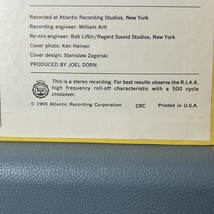 Recorded at Atlantic Recording Studios, New York
Recording engineer: William Arlt
Re-mix engineer: Bob Liftin/Regent Sound Studios, New York
Cover photo: Ken Heinen
Cover design: Stanislaw Zagorski
PRODUCED BY JOEL DORN
This is a stereo recording. For best results observe the R.I.A.A.
high frequency roll-off characteristic with a 500 cycle
crossover.
© 1969 Atlantic Recording Corporation CRC Printed in U.S.A.